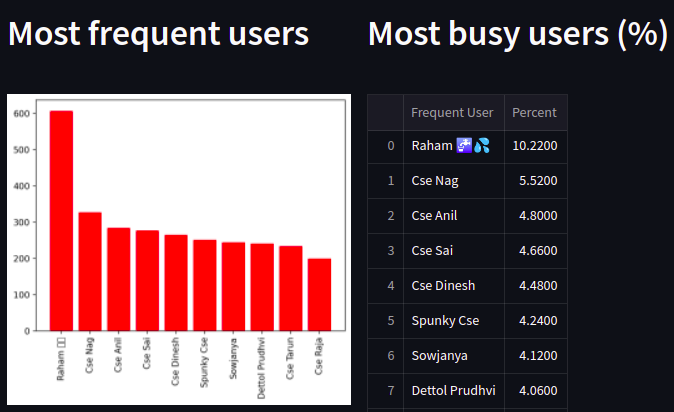 Most frequent users
600
500
400
300
200
100
0
Raham ▯▯
Cse Nag
Cse Anil
Cse Sai
Cse Dinesh
Spunky Cse
Sowjanya
Dettol Prudhvi
Cse Tarun
Cse Raja
Most busy users (%)
Frequent User Percent
0 Raham 🚰💦 10.2200
1 Cse Nag 5.5200
2 Cse Anil 4.8000
3 Cse Sai 4.6600
4 Cse Dinesh 4.4800
5 Spunky Cse 4.2400
6 Sowjanya 4.1200
7 Dettol Prudhvi 4.0600